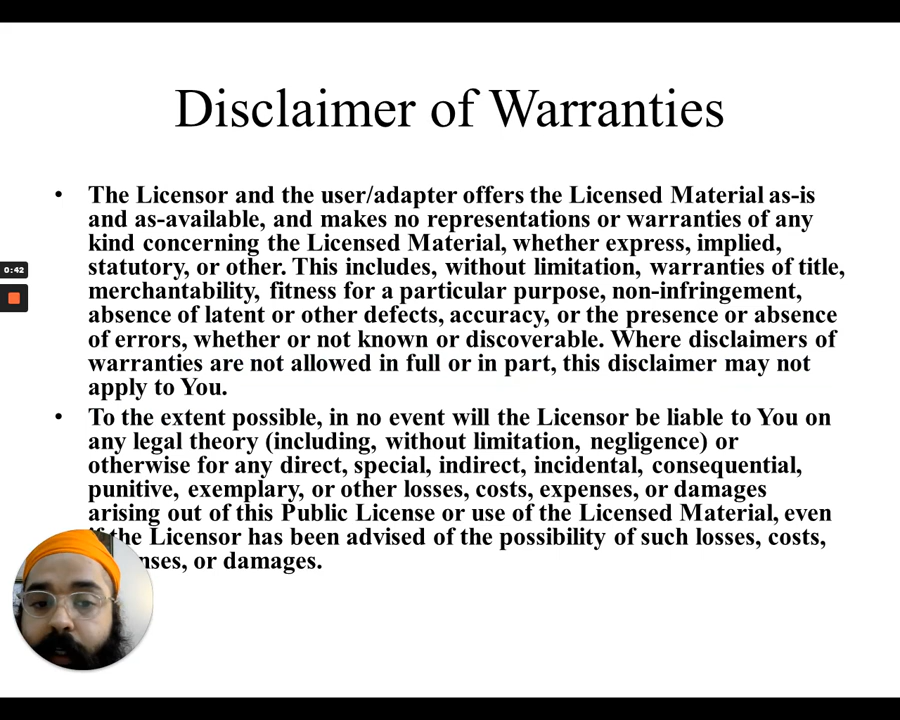 Disclaimer of Warranties
• The Licensor and the user/adapter offers the Licensed Material as-is
and as-available, and makes no representations or warranties of any
kind concerning the Licensed Material, whether express, implied,
statutory, or other. This includes, without limitation, warranties of title,
merchantability, fitness for a particular purpose, non-infringement,
absence of latent or other defects, accuracy, or the presence or absence
of errors, whether or not known or discoverable. Where disclaimers of
warranties are not allowed in full or in part, this disclaimer may not
apply to You.
0:42
• To the extent possible, in no event will the Licensor be liable to You on
any legal theory (including, without limitation, negligence) or
otherwise for any direct, special, indirect, incidental, consequential,
punitive, exemplary, or other losses, costs, expenses, or damages
arising out of this Public License or use of the Licensed Material, even
the Licensor has been advised of the possibility of such losses, costs,
or damages.